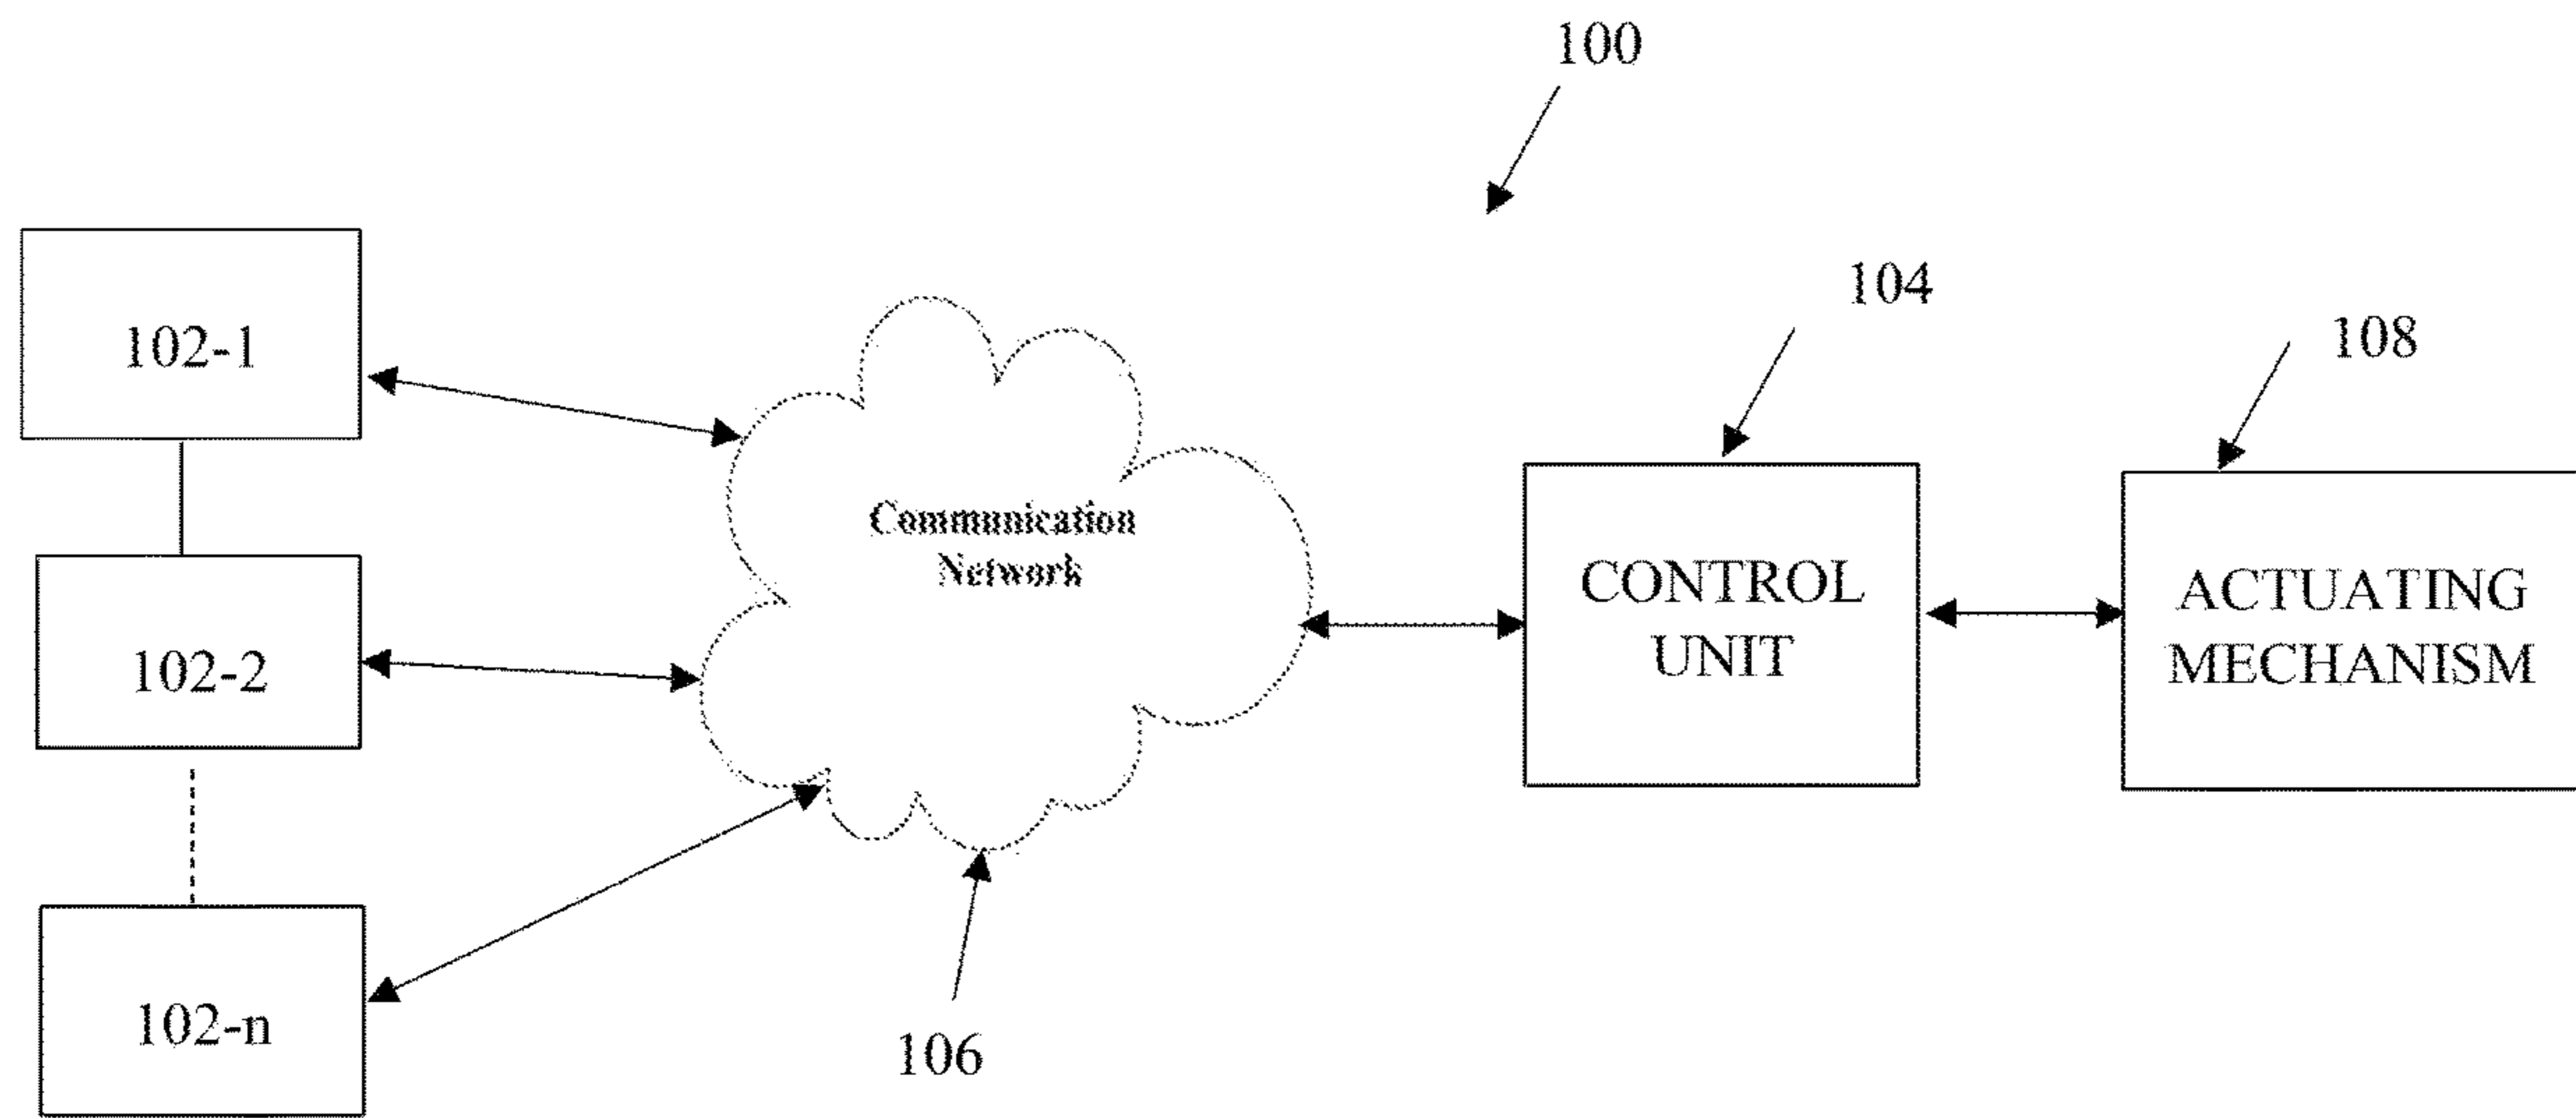 100
104
108
102-1
Communication
Network
CONTROL
UNIT
ACTUATING
MECHANISM
102-2
102-n
106